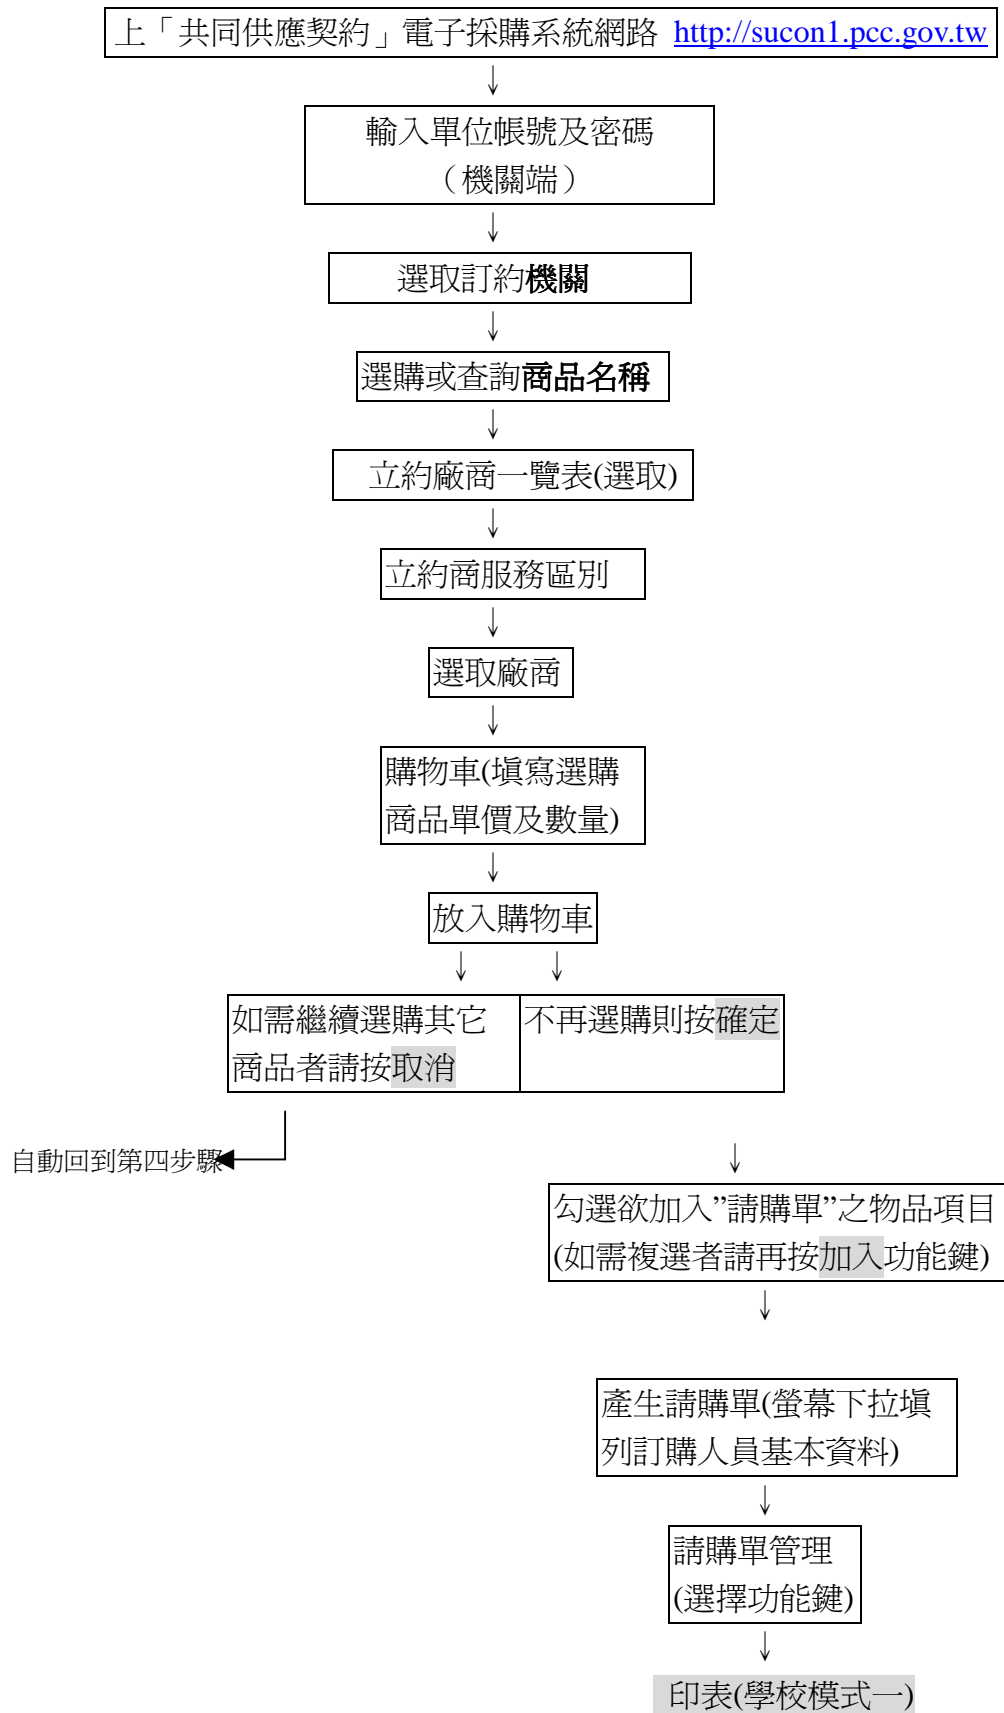 上「共同供應契約」電子採購系統網路 http://sucon1.pcc.gov.tw
↓
輸入單位帳號及密碼
（機關端）
↓
選取訂約機關
↓
選購或查詢商品名稱
↓
立約廠商一覽表(選取)
↓
立約商服務區別
↓
選取廠商
↓
購物車(填寫選購
商品單價及數量)
↓
放入購物車
↓ ↓
如需繼續選購其它
商品者請按取消
不再選購則按確定
自動回到第四步驟
↓
勾選欲加入”請購單”之物品項目
(如需複選者請再按加入功能鍵)
↓
產生請購單(螢幕下拉填
列訂購人員基本資料)
↓
請購單管理
(選擇功能鍵)
↓
印表(學校模式一)